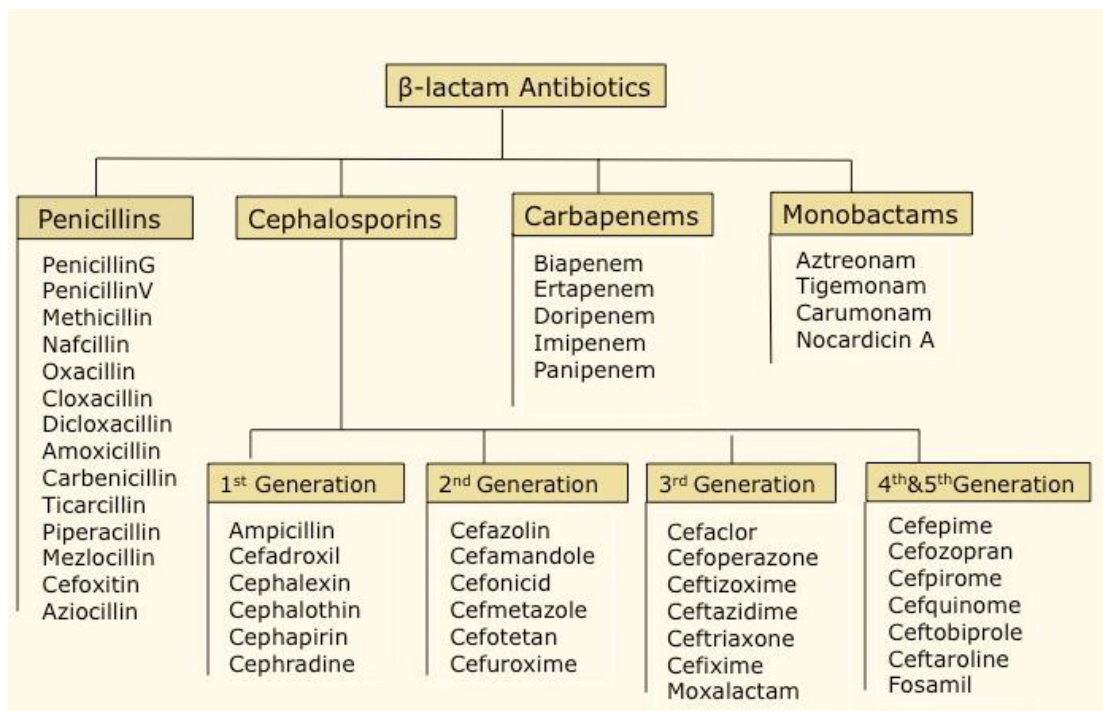 β-lactam Antibiotics
Penicillins
PenicillinG
PenicillinV
Methicillin
Nafcillin
Oxacillin
Cloxacillin
Dicloxacillin
Amoxicillin
Carbenicillin
Ticarcillin
Piperacillin
Mezlocillin
Cefoxitin
Aziocillin
Cephalosporins
Carbapenems
Biapenem
Ertapenem
Doripenem
Imipenem
Panipenem
Monobactams
Aztreonam
Tigemonam
Carumonam
Nocardicin A
1st Generation
Ampicillin
Cefadroxil
Cephalexin
Cephalothin
Cephapirin
Cephradine
2nd Generation
Cefazolin
Cefamandole
Cefonicid
Cefmetazole
Cefotetan
Cefuroxime
3rd Generation
Cefaclor
Cefoperazone
Ceftizoxime
Ceftazidime
Ceftriaxone
Cefixime
Moxalactam
4th&5thGeneration
Cefepime
Cefozopran
Cefpirome
Cefquinome
Ceftobiprole
Ceftaroline
Fosamil